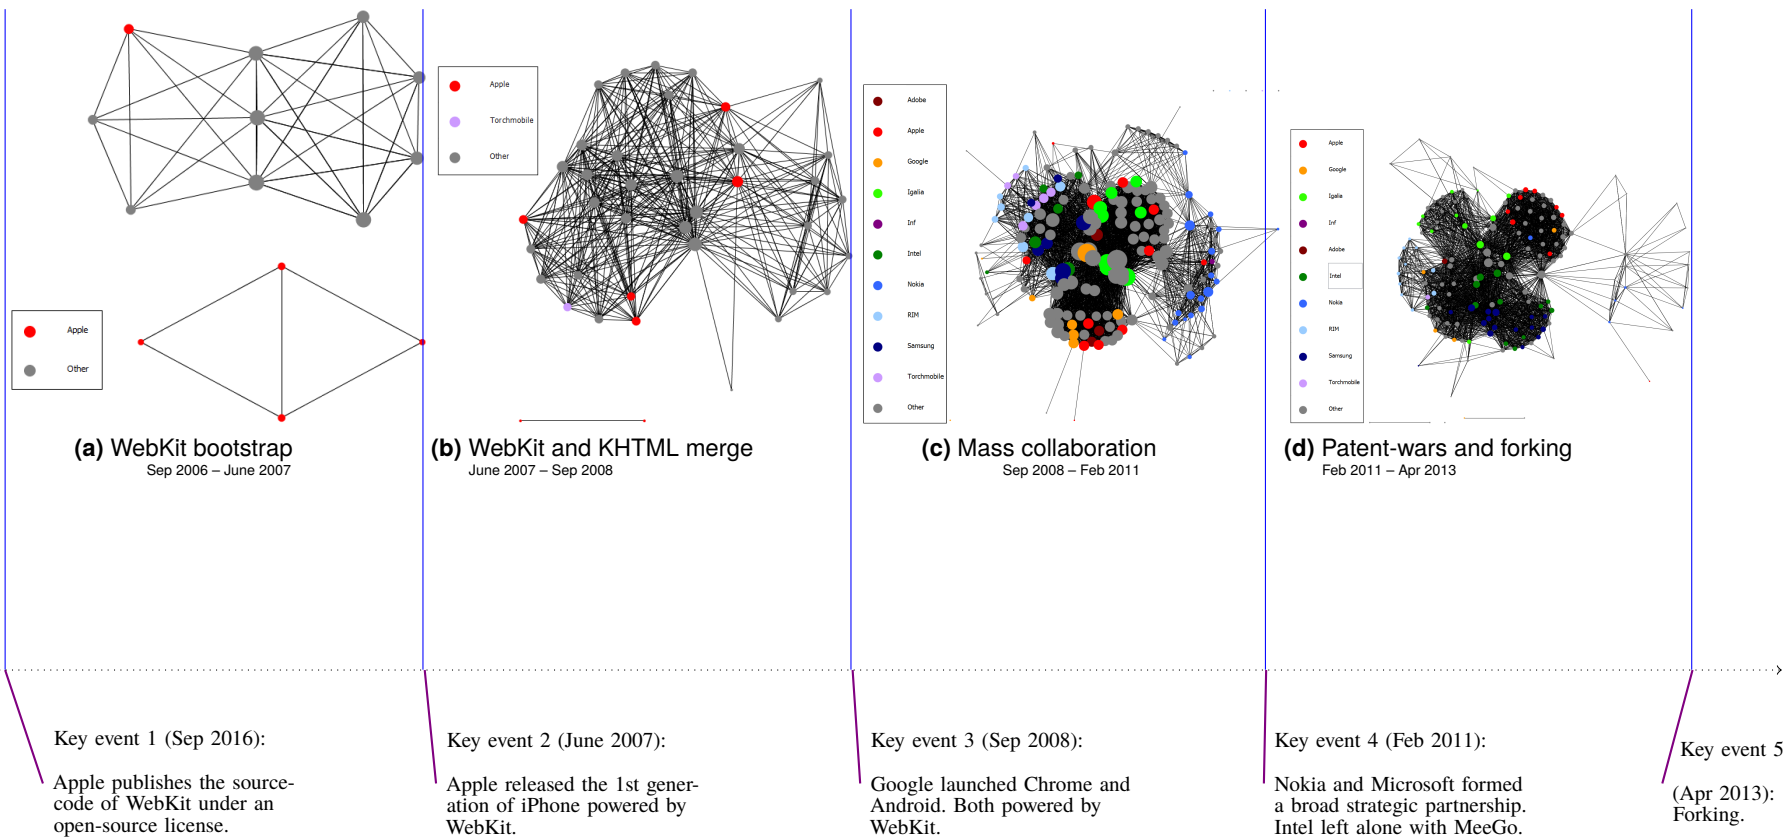 Apple
Other
(a) WebKit bootstrap
Sep 2006 – June 2007
Apple
Torchmobile
Other
(b) WebKit and KHTML merge
June 2007 – Sep 2008
Adobe
Apple
Google
Igalia
Inf
Intel
Nokia
RIM
Samsung
Torchmobile
Other
(c) Mass collaboration
Sep 2008 – Feb 2011
Apple
Google
Igalia
Inf
Adobe
Intel
Nokia
RIM
Samsung
Torchmobile
Other
(d) Patent-wars and forking
Feb 2011 – Apr 2013
Key event 1 (Sep 2016):
Apple publishes the source-
code of WebKit under an
open-source license.
Key event 2 (June 2007):
Apple released the 1st gener-
ation of iPhone powered by
WebKit.
Key event 3 (Sep 2008):
Google launched Chrome and
Android. Both powered by
WebKit.
Key event 4 (Feb 2011):
Nokia and Microsoft formed
a broad strategic partnership.
Intel left alone with MeeGo.
Key event 5
(Apr 2013):
Forking.